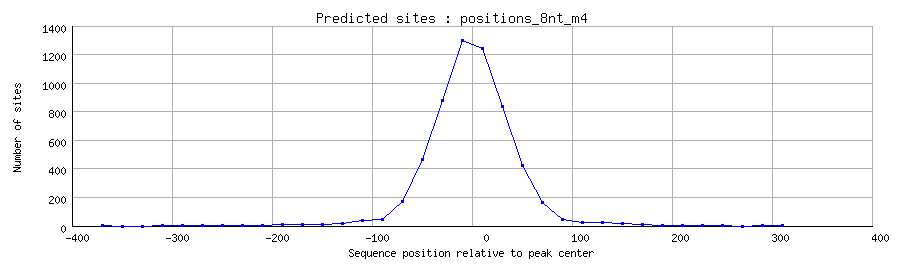 Predicted sites : positions_8nt_m4
1400
1200
1000
800
600
400
200
0
Number of sites
-400 -300 -200 -100 0 100 200 300 400
Sequence position relative to peak center